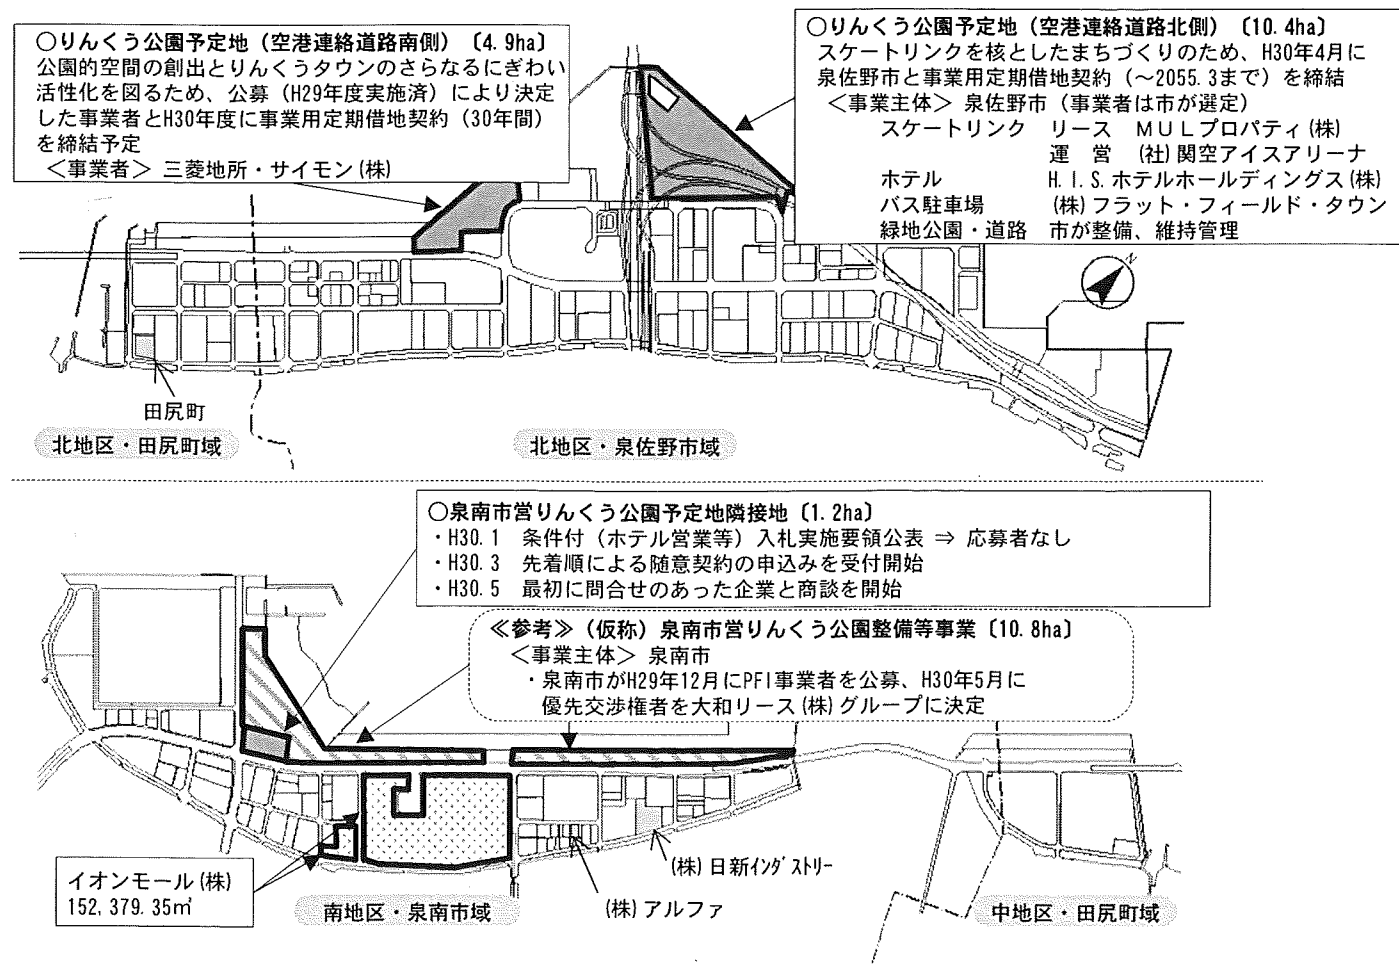 ○りんくう公園予定地（空港連絡道路南側）〔4.9ha〕
公園的空間の創出とりんくうタウンのさらなるにぎわい
活性化を図るため、公募（H29年度実施済）により決定
した事業者とH30年度に事業用定期借地契約（30年間）
を締結予定
＜事業者＞ 三菱地所・サイモン(株)
○りんくう公園予定地（空港連絡道路北側）〔10.4ha〕
スケートリンクを核としたまちづくりのため、H30年4月に
泉佐野市と事業用定期借地契約（～2055.3まで）を締結
＜事業主体＞ 泉佐野市（事業者は市が選定）
スケートリンク リース MULプロパティ(株)
運 営 (社)関空アイスアリーナ
ホテル H.I.S.ホテルホールディングス(株)
バス駐車場 (株)フラット・フィールド・タウン
緑地公園・道路 市が整備、維持管理
N
田尻町
北地区・田尻町域
北地区・泉佐野市域
○泉南市営りんくう公園予定地隣接地〔1.2ha〕
・H30.1 条件付（ホテル営業等）入札実施要領公表 ⇒ 応募者なし
・H30.3 先着順による随意契約の申込みを受付開始
・H30.5 最初に問合せのあった企業と商談を開始
≪参考≫（仮称）泉南市営りんくう公園整備等事業〔10.8ha〕
＜事業主体＞ 泉南市
・泉南市がH29年12月にPFI事業者を公募、H30年5月に
優先交渉権者を大和リース(株)グループに決定
イオンモール(株)
152,379.35㎡
南地区・泉南市域
(株)アルファ
(株)日新インダストリー
中地区・田尻町域